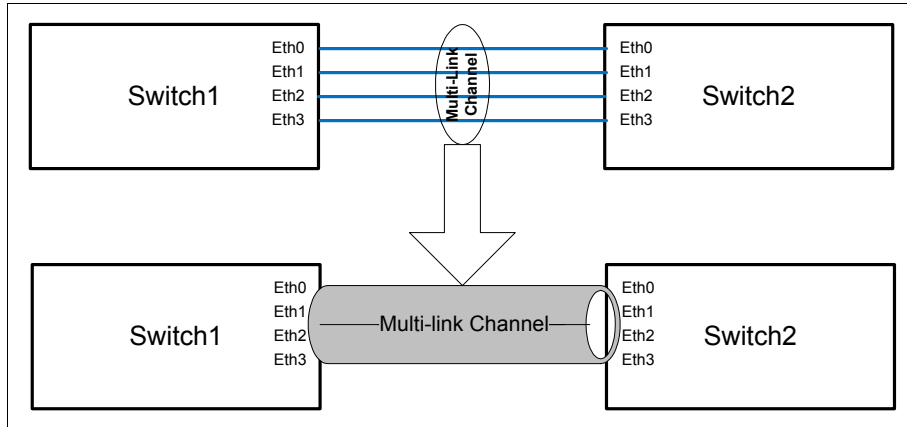 Switch1
Eth0
Eth1
Eth2
Eth3
Multi-Link
Channel
Eth0
Eth1
Eth2
Eth3
Switch2
Switch1
Eth0
Eth1
Eth2
Eth3
Multi-link Channel
Eth0
Eth1
Eth2
Eth3
Switch2